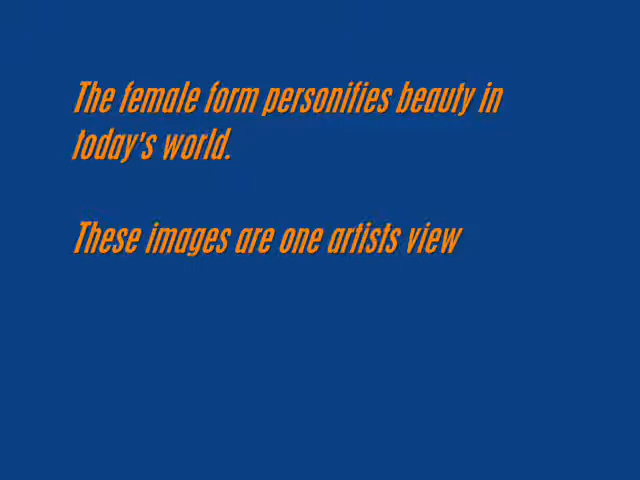 The female form personifies beauty in
today's world.
These images are one artists view